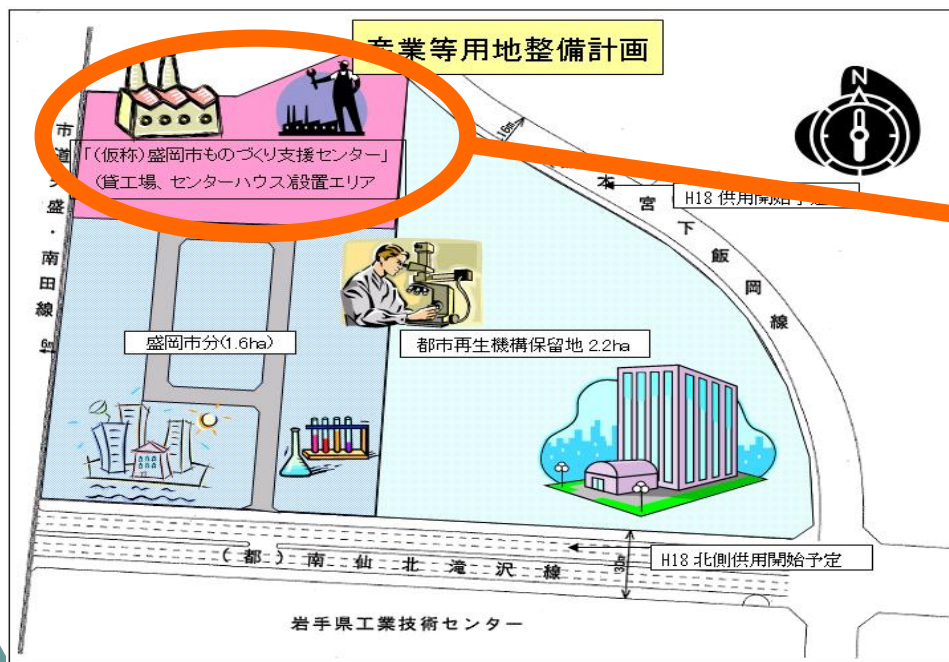 産業等用地整備計画
N
「(仮称)盛岡市ものづくり支援センター」
(貸工場、センターハウス)設置エリア
市道
盛・南田線
6m
16m
H18 供用開始予定
本宮下飯岡線
盛岡市分(1.6ha)
都市再生機構保留地 2.2ha
(都)南仙北滝沢線
H18 北側供用開始予定
岩手県工業技術センター